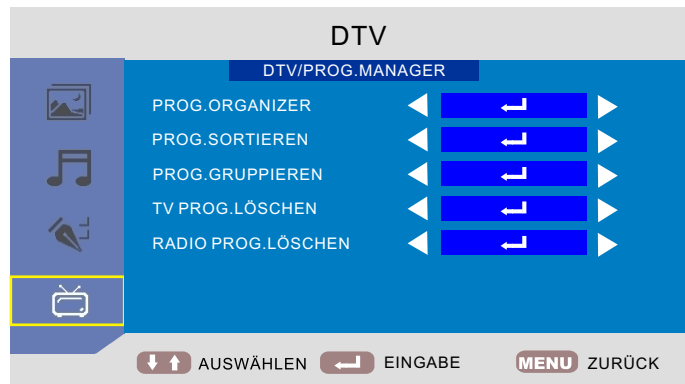 DTV
DTV/PROG.MANAGER
PROG.ORGANIZER
PROG.SORTIEREN
PROG.GRUPPIEREN
TV PROG.LÖSCHEN
RADIO PROG.LÖSCHEN
AUSWÄHLEN EINGABE MENU ZURÜCK